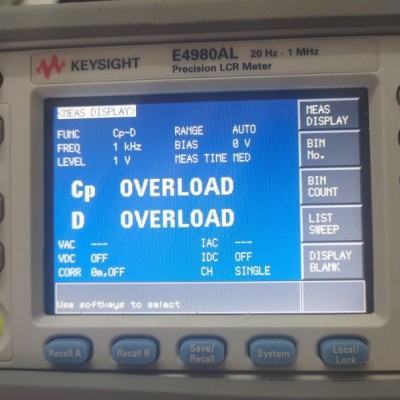 KEYSIGHT E4980AL 20 Hz - 1 MHz
Precision LCR Meter
<MEAS DISPLAY>
FUNC Cp-D RANGE AUTO
FREQ 1 kHz BIAS 0 V
LEVEL 1 V MEAS TIME MED
Cp OVERLOAD
D OVERLOAD
VAC --- IAC ---
VDC OFF IDC OFF
CORR 0m,OFF CH SINGLE
Use softkeys to select
MEAS
DISPLAY
BIN
No.
BIN
COUNT
LIST
SWEEP
DISPLAY
BLANK
Recall A Recall B Save/
Recall System Local/
Lock